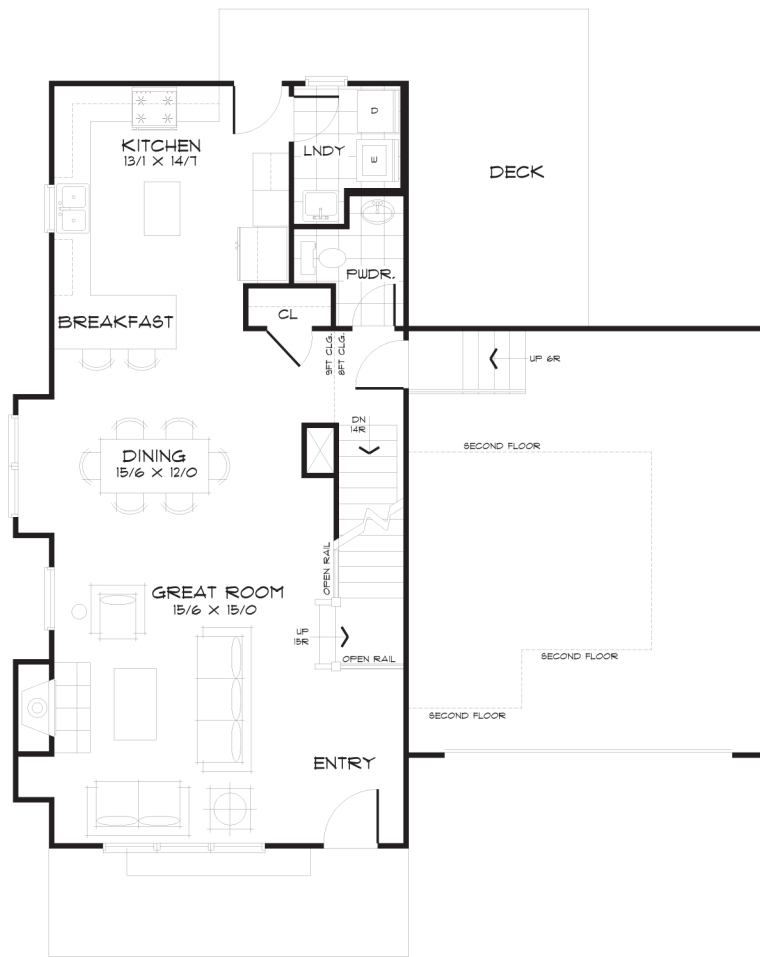 KITCHEN
13/1 X 14/7
LNDY
D
E
DECK
PWDR.
CL
BREAKFAST
9FT CLG.
8FT CLG.
UP 6R
DN
14R
SECOND FLOOR
DINING
15/6 X 12/0
OPEN RAIL
GREAT ROOM
15/6 X 15/0
UP
15R
OPEN RAIL
SECOND FLOOR
SECOND FLOOR
ENTRY